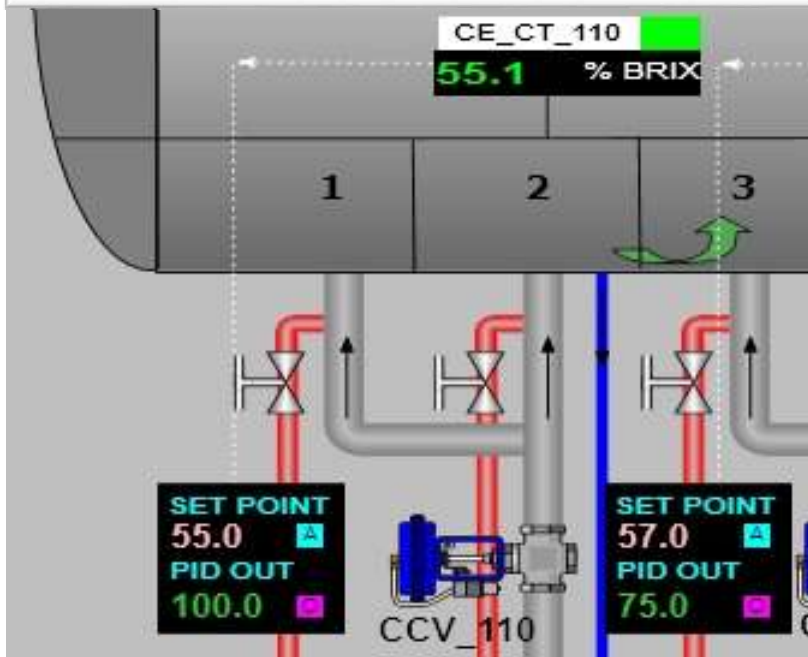 CE_CT_110
55.1 % BRIX
1 2 3
SET POINT
55.0 A
PID OUT
100.0
CCV_110
SET POINT
57.0 A
PID OUT
75.0